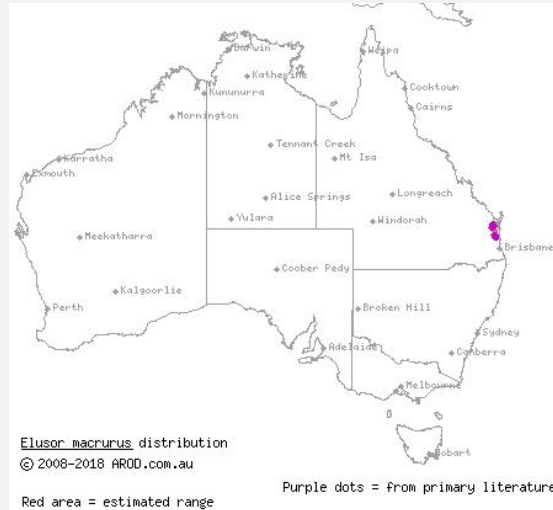 Darwin
Weipa
Katherine
Kununurra
Cooktown
Cairns
Mornington
Tennant Creek
Mt Isa
Karratha
Exmouth
Alice Springs
Longreach
Yulara
Windorah
Meekatharra
Brisbane
Coober Pedy
Kalgoorlie
Perth
Broken Hill
Sydney
Adelaide
Canberra
Melbourne
Hobart
Elusor macrurus distribution
© 2008-2018 AROD.com.au
Purple dots = from primary literature
Red area = estimated range